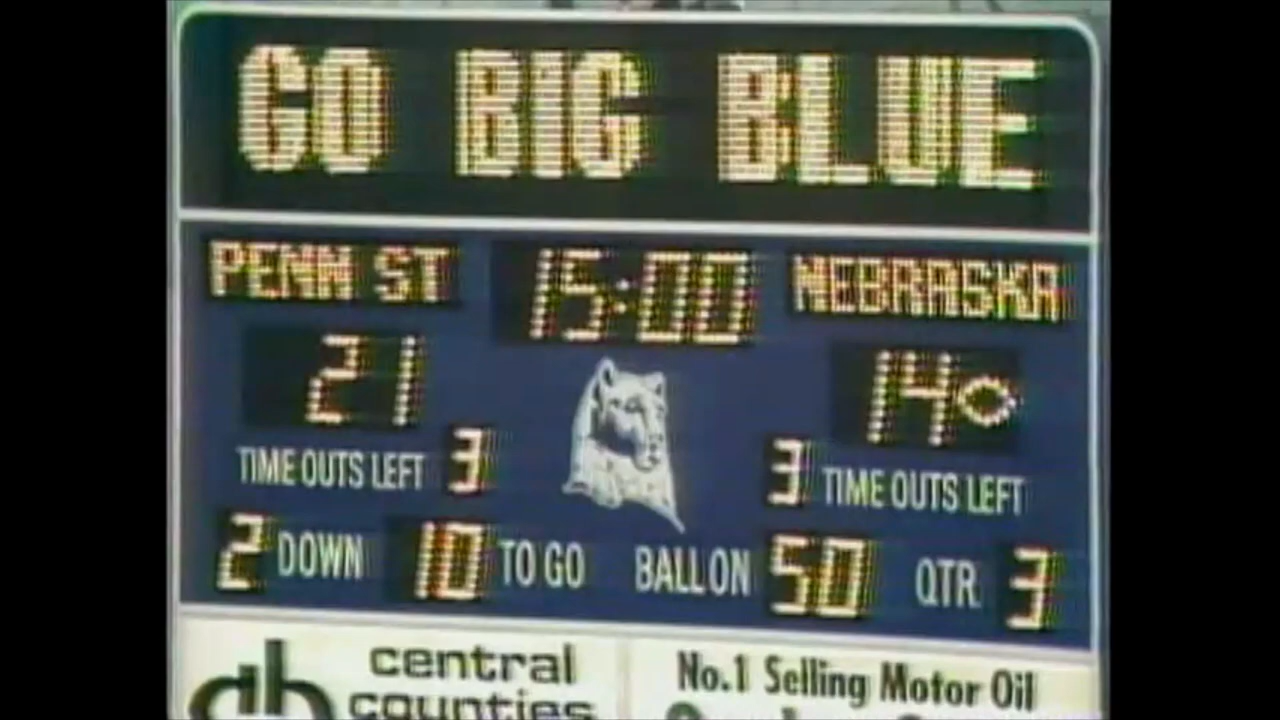 GO BIG BLUE
PENN ST 15:00 NEBRASKA
21 14
TIME OUTS LEFT 3 3 TIME OUTS LEFT
2 DOWN 10 TO GO BALL ON 50 QTR 3
central
counties
No.1 Selling Motor Oil